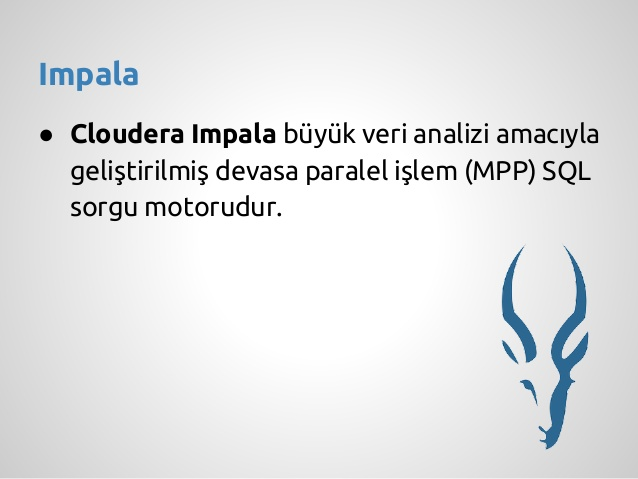 Impala
● Cloudera Impala büyük veri analizi amacıyla
geliştirilmiş devasa paralel işlem (MPP) SQL
sorgu motorudur.